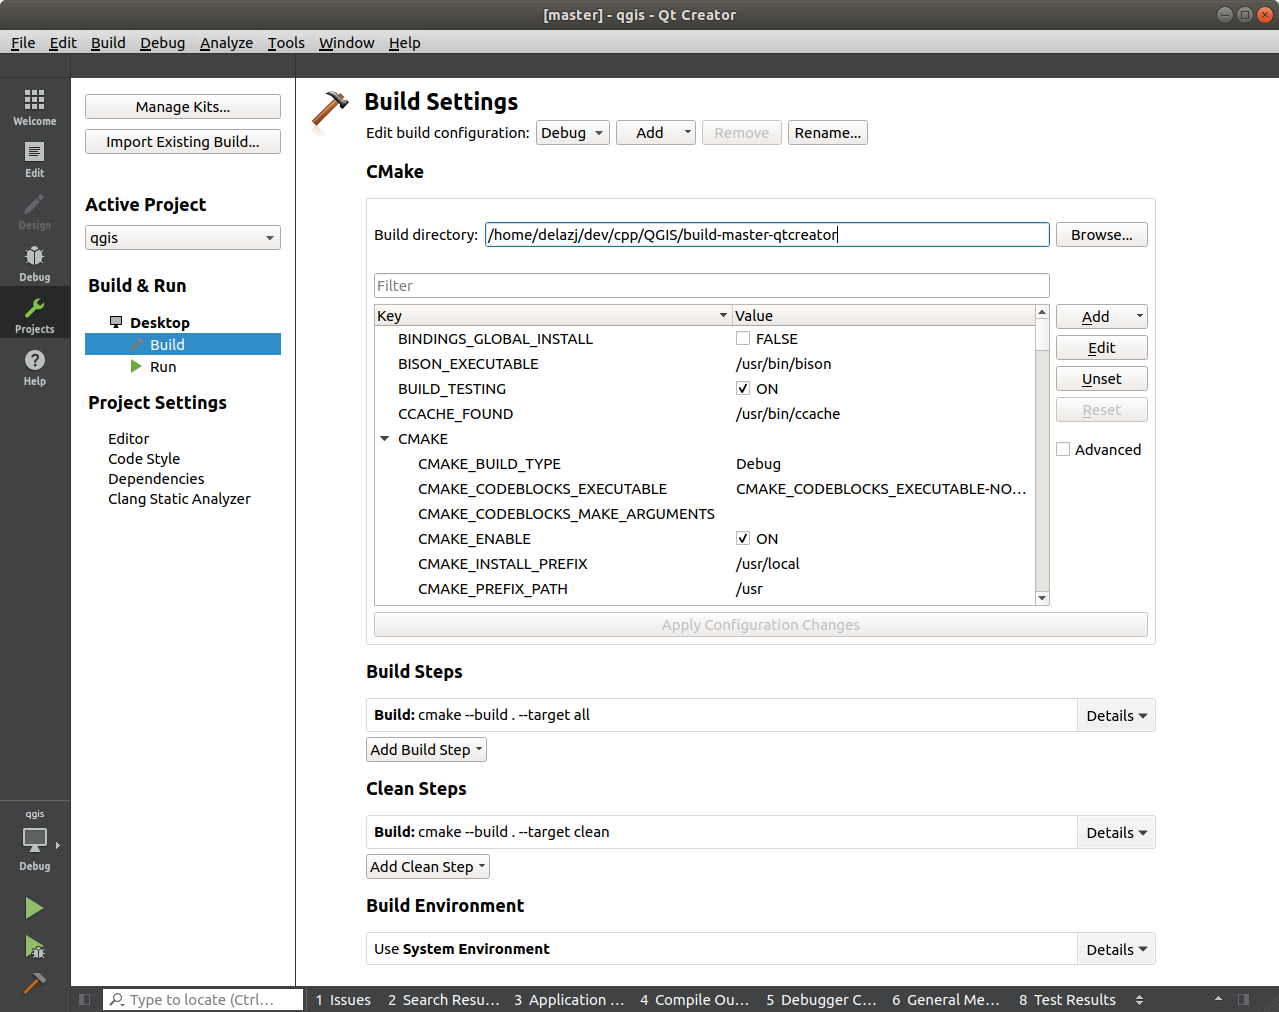 [master] - qgis - Qt Creator
File Edit Build Debug Analyze Tools Window Help
Welcome
Edit
Design
Debug
Projects
Help
qgis
Debug
Manage Kits...
Import Existing Build...
Active Project
qgis
Build & Run
Desktop
Build
Run
Project Settings
Editor
Code Style
Dependencies
Clang Static Analyzer
Build Settings
Edit build configuration: Debug Add Remove Rename...
CMake
Build directory: /home/delazj/dev/cpp/QGIS/build-master-qtcreator Browse...
Filter
Key Value
BINDINGS_GLOBAL_INSTALL FALSE
BISON_EXECUTABLE /usr/bin/bison
BUILD_TESTING ON
CCACHE_FOUND /usr/bin/ccache
CMAKE
CMAKE_BUILD_TYPE Debug
CMAKE_CODEBLOCKS_EXECUTABLE CMAKE_CODEBLOCKS_EXECUTABLE-NO...
CMAKE_CODEBLOCKS_MAKE_ARGUMENTS
CMAKE_ENABLE ON
CMAKE_INSTALL_PREFIX /usr/local
CMAKE_PREFIX_PATH /usr
Add
Edit
Unset
Reset
Advanced
Apply Configuration Changes
Build Steps
Build: cmake --build . --target all Details
Add Build Step
Clean Steps
Build: cmake --build . --target clean Details
Add Clean Step
Build Environment
Use System Environment Details
Type to locate (Ctrl... 1 Issues 2 Search Resu... 3 Application ... 4 Compile Ou... 5 Debugger C... 6 General Me... 8 Test Results